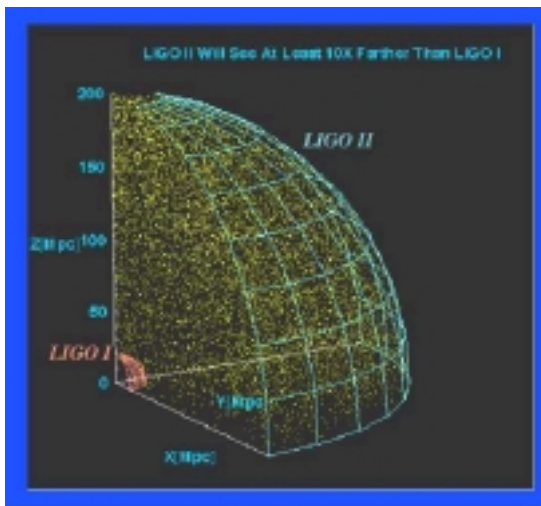 LIGO II Will See At Least 10X Farther Than LIGO I
200
LIGO II
150
Z[Mpc]
100
50
LIGO I
0
Y[Mpc
X[Mpc]